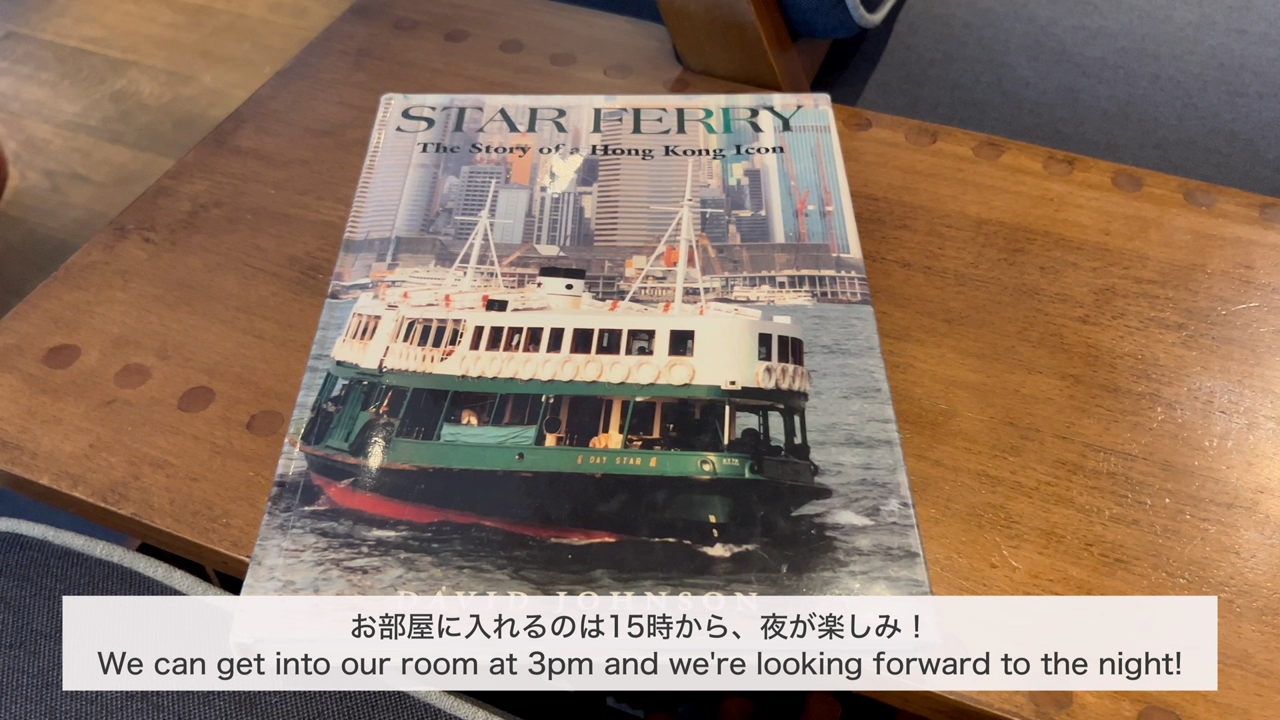 STAR FERRY
The Story of a Hong Kong Icon
DAY STAR
DAVID JOHNSON
お部屋に入れるのは15時から、夜が楽しみ！
We can get into our room at 3pm and we're looking forward to the night!